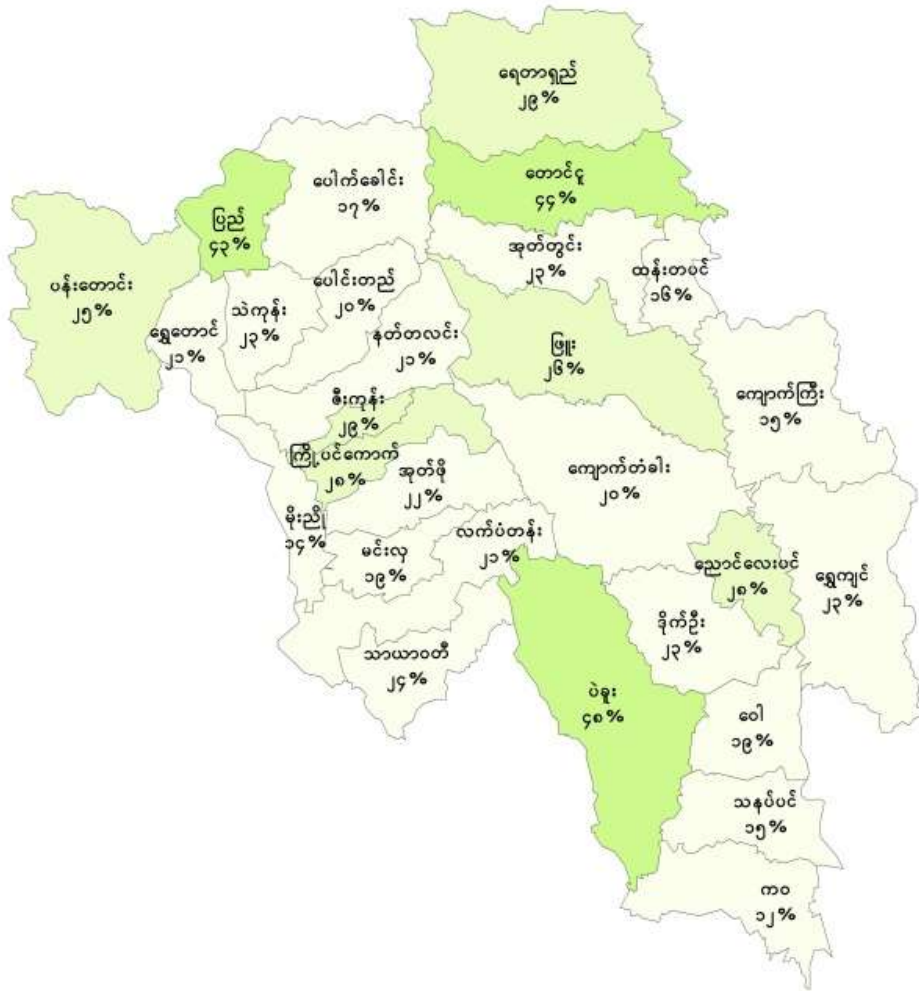 ရေတာရှည်
၂၉%
တောင်ငူ
၄၄%
ပေါက်ခေါင်း
၁၇%
ပြည်
၄၃%
အုတ်တွင်း
၂၃%
ထန်းတပင်
၁၆%
ပန်းတောင်း
၂၅%
ရွှေတောင်
၂၁%
သဲကုန်း
၂၃%
ပေါင်းတည်
၂၀%
နတ်တလင်း
၂၁%
ဖြူး
၂၆%
ကျောက်ကြီး
၁၅%
ဇီးကုန်း
၂၉%
ကြို့ပင်ကောက်
၂၈%
အုတ်ဖို
၂၂%
ကျောက်တံခါး
၂၀%
မိုးညို
၁၄%
မင်းလှ
၁၉%
လက်ပံတန်း
၂၁%
ညောင်လေးပင်
၂၈%
ရွှေကျင်
၂၃%
ဒိုက်ဦး
၂၃%
သာယာဝတီ
၂၄%
ပဲခူး
၄၈%
ဝေါ
၁၉%
သနပ်ပင်
၁၅%
ကဝ
၁၂%